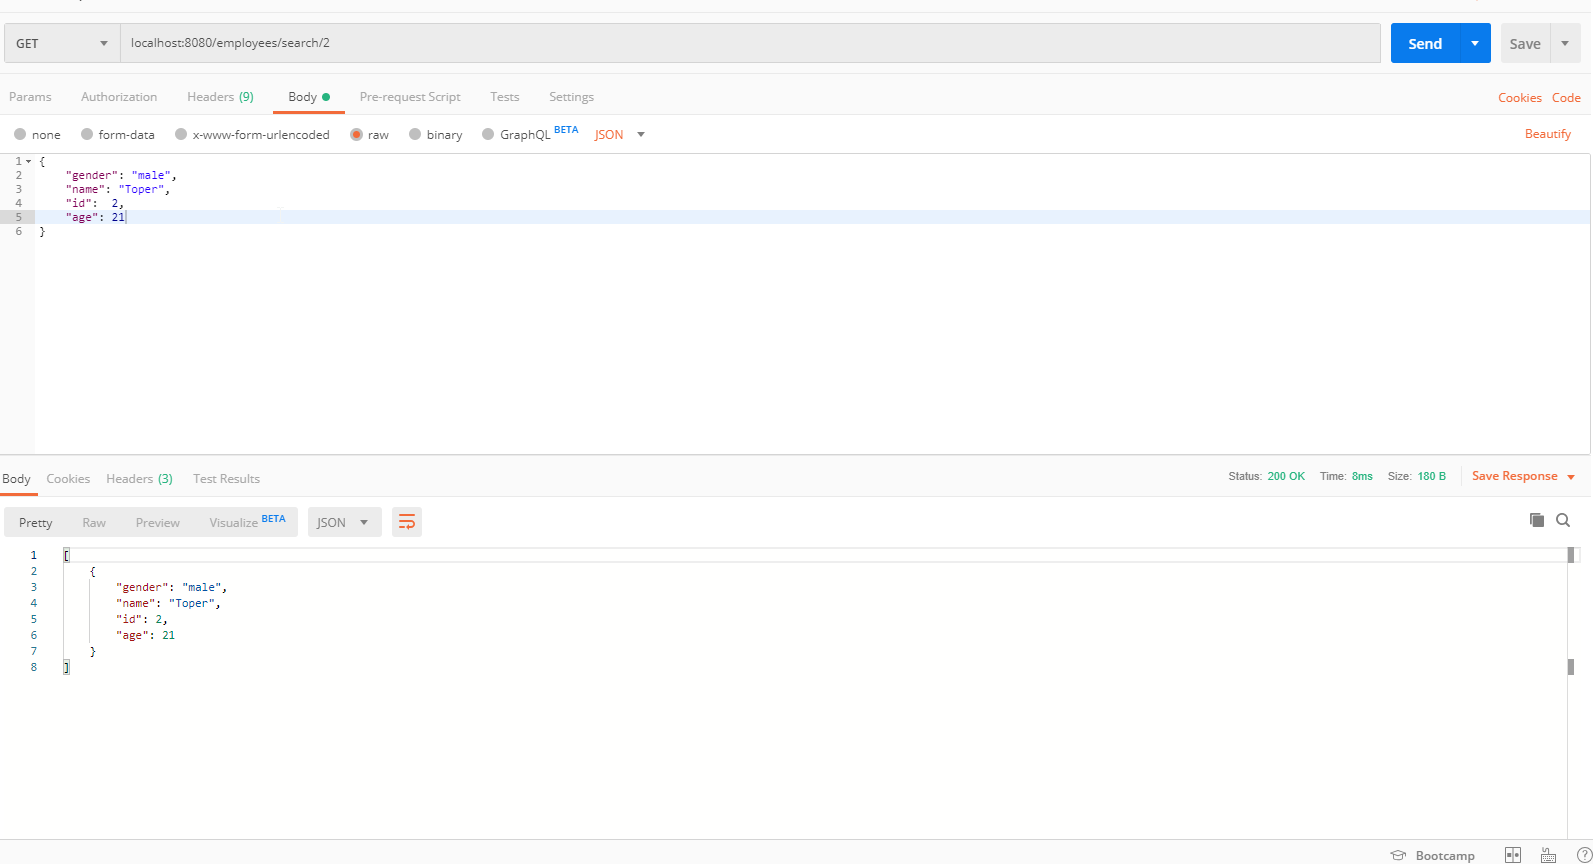 GET localhost:8080/employees/search/2 Send Save
Params Authorization Headers (9) Body Pre-request Script Tests Settings Cookies Code
none form-data x-www-form-urlencoded raw binary GraphQL BETA JSON Beautify
1 {
2 "gender": "male",
3 "name": "Toper",
4 "id":  2,
5 "age": 21
6 }
Body Cookies Headers (3) Test Results Status: 200 OK Time: 8ms Size: 180 B Save Response
Pretty Raw Preview Visualize BETA JSON
1 [
2 {
3 "gender": "male",
4 "name": "Toper",
5 "id": 2,
6 "age": 21
7 }
8 ]
Bootcamp